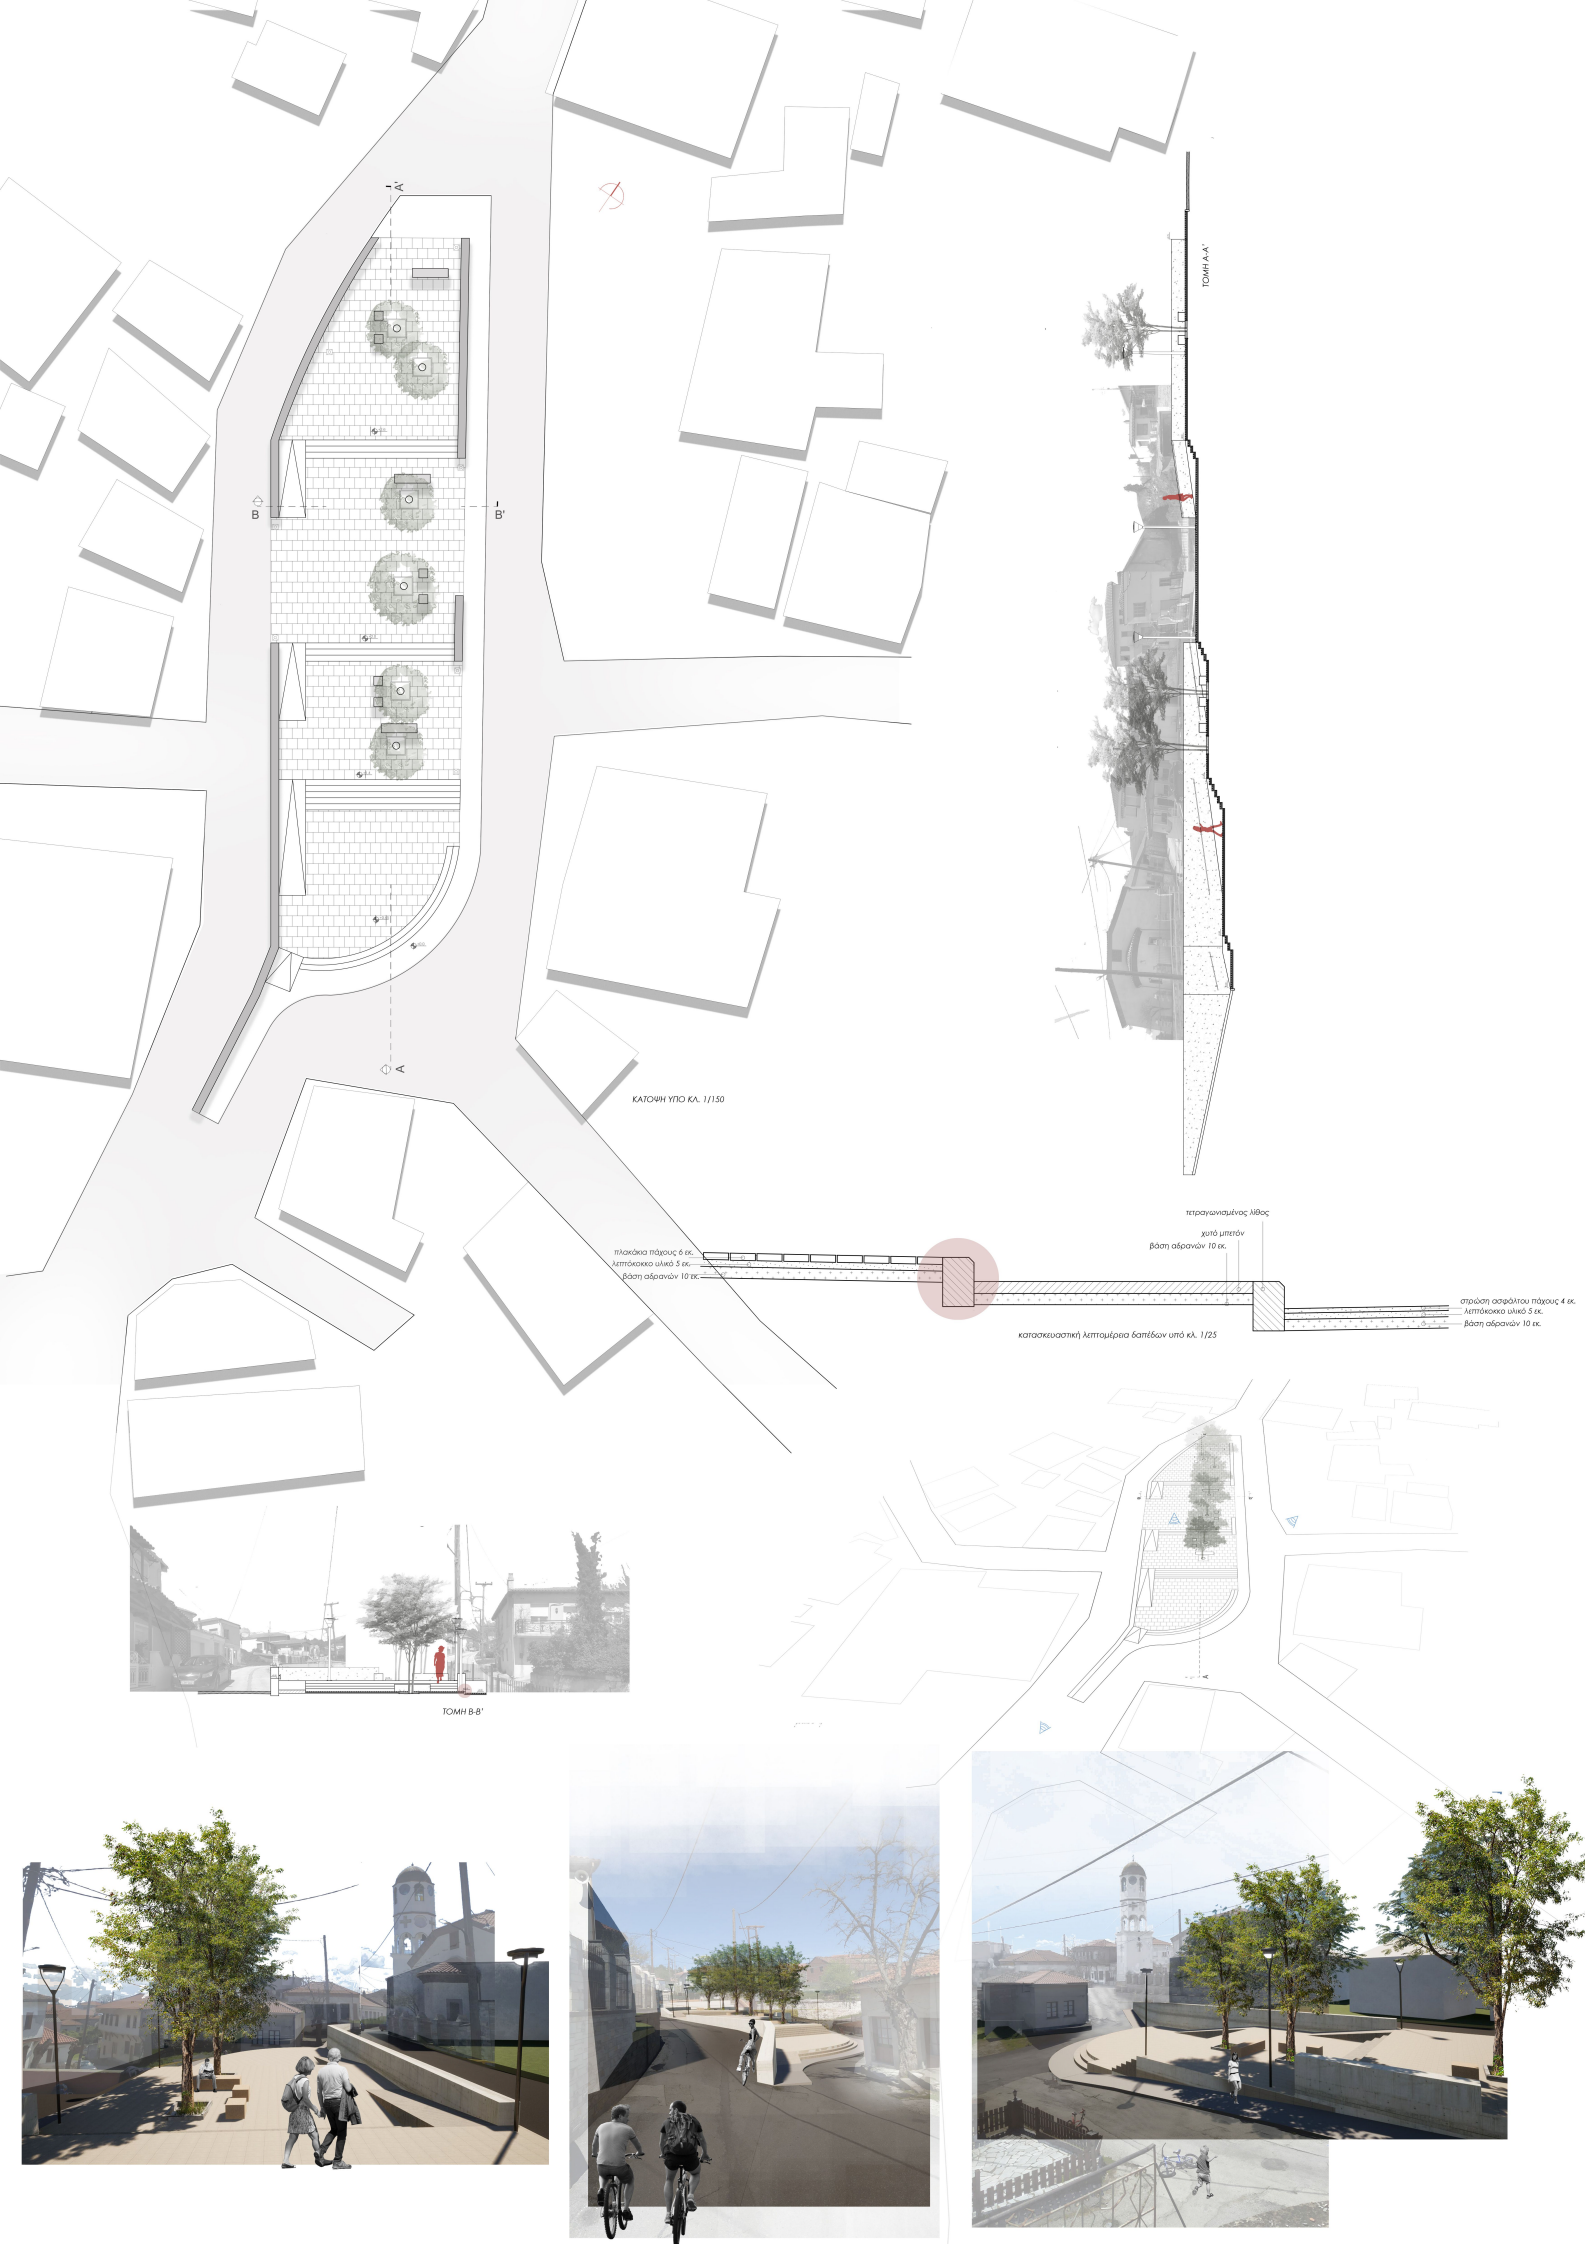 A'
ΤΟΜΗ Α-Α'
B
B'
A
ΚΑΤΟΨΗ ΥΠΟ ΚΛ. 1/150
τετραγωνισμένος λίθος
χυτό μπετόν
βάση αδρανών 10 εκ.
πλακάκια πάχους 6 εκ.
λεπτόκοκκο υλικό 5 εκ.
βάση αδρανών 10 εκ.
στρώση ασφάλτου πάχους 4 εκ.
λεπτόκοκκο υλικό 5 εκ.
βάση αδρανών 10 εκ.
κατασκευαστική λεπτομέρεια δαπέδων υπό κλ. 1/25
A
ΤΟΜΗ Β-Β'